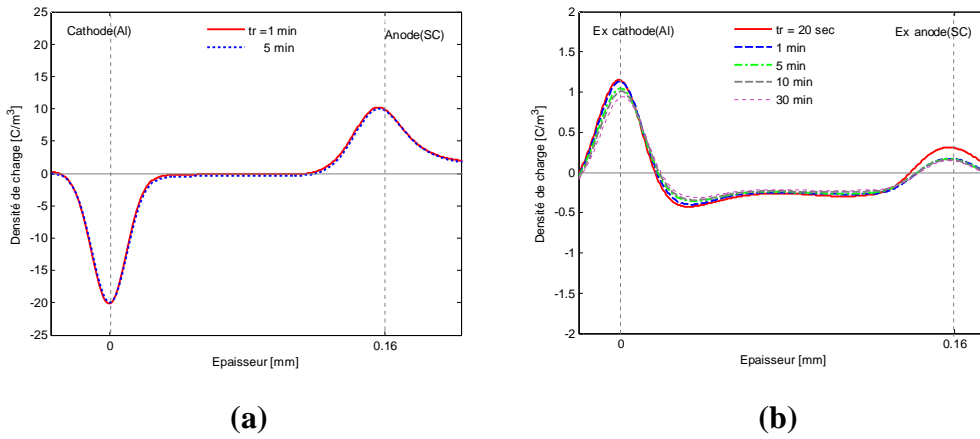 25
20
15
10
5
0
-5
-10
-15
-20
-25
Densité de charge [C/m³]
Cathode(Al)
tr =1 min
5 min
Anode(SC)
0
0.16
Epaisseur [mm]
(a)
2
1.5
1
0.5
0
-0.5
-1
-1.5
-2
Densité de charge [C/m³]
Ex cathode(Al)
tr = 20 sec
1 min
5 min
10 min
30 min
Ex anode(SC)
0
0.16
Epaisseur [mm]
(b)